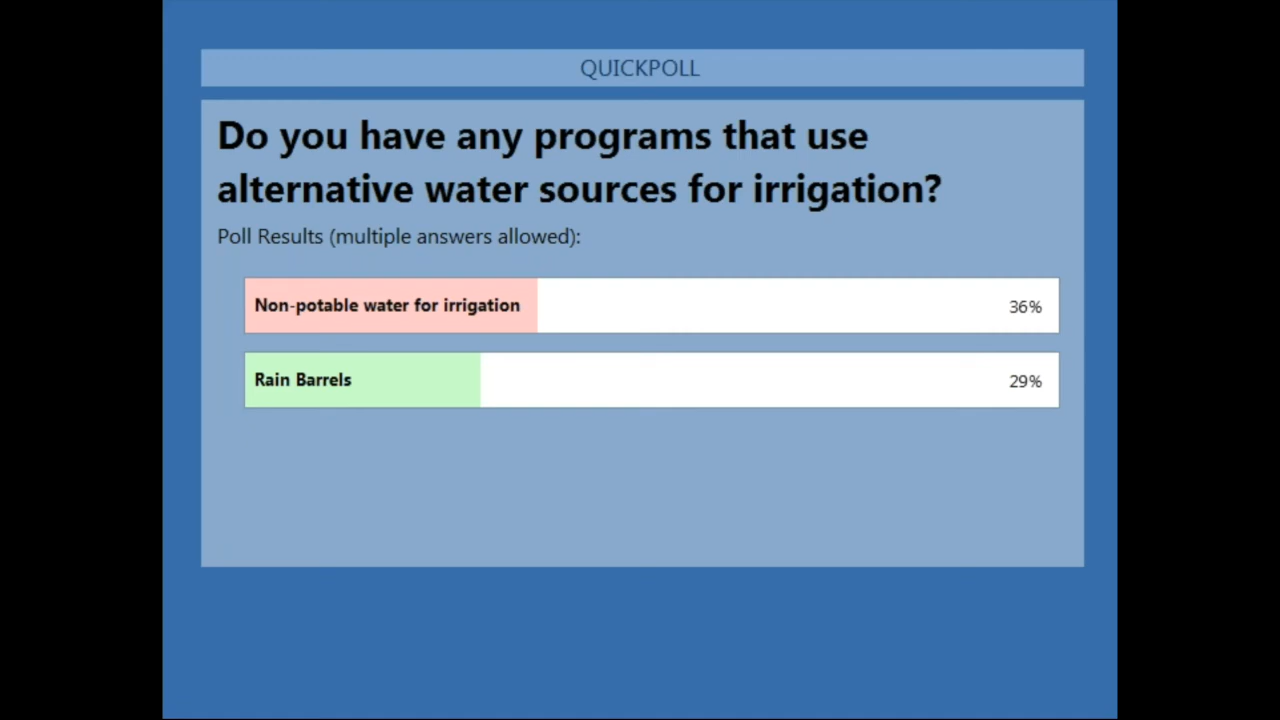 QUICKPOLL
Do you have any programs that use
alternative water sources for irrigation?
Poll Results (multiple answers allowed):
Non-potable water for irrigation 36%
Rain Barrels 29%